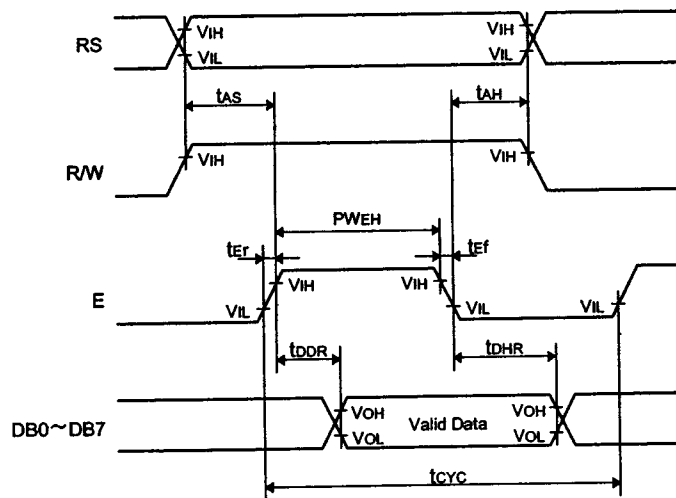 RS
VIH
VIL
VIH
VIL
tAS
tAH
R/W
VIH
VIH
PWEH
tEr
tEf
E
VIL
VIH
VIH
VIL
VIL
tDDR
tDHR
DB0~DB7
VOH
VOL
Valid Data
VOH
VOL
tCYC